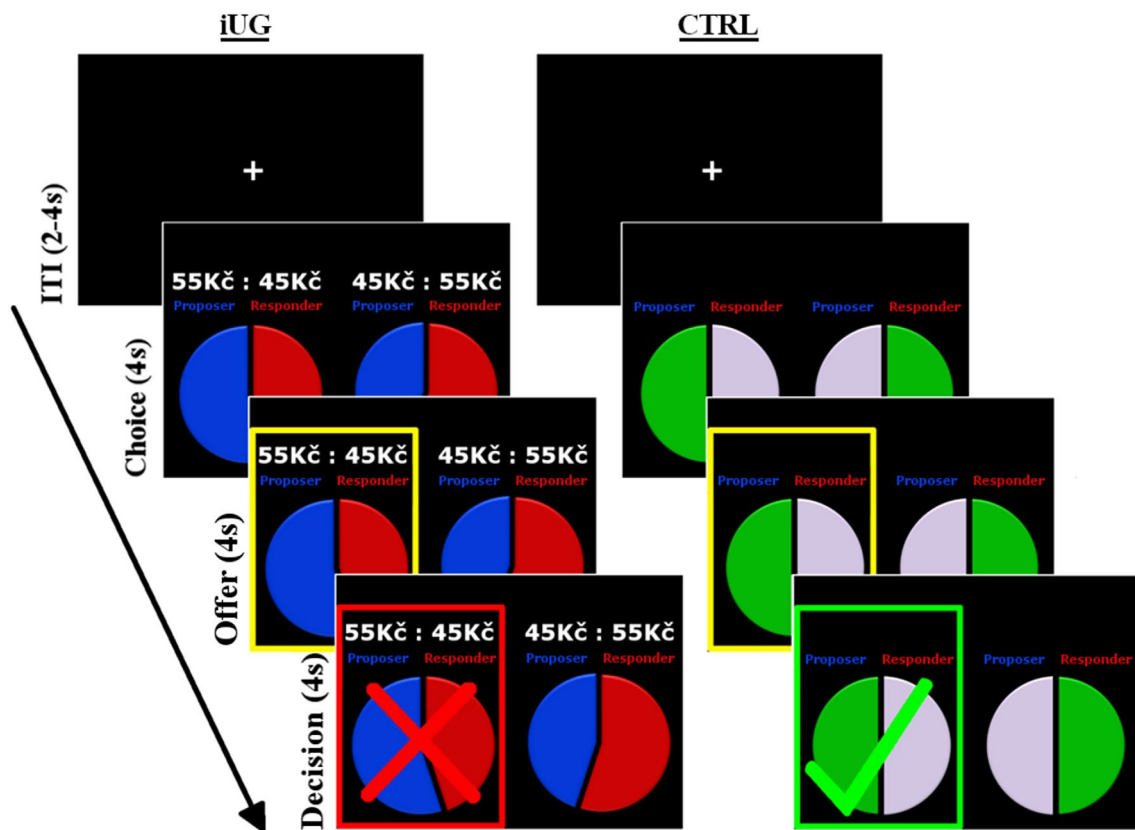 iUG CTRL
ITI (2-4s)
+ +
Choice (4s)
55Kč : 45Kč 45Kč : 55Kč
Proposer Responder Proposer Responder Proposer Responder Proposer Responder
Offer (4s)
55Kč : 45Kč 45Kč : 55Kč
Proposer Responder Proposer Responder Proposer Responder Proposer Responder
Decision (4s)
55Kč : 45Kč 45Kč : 55Kč
Proposer Responder Proposer Responder Proposer Responder Proposer Responder